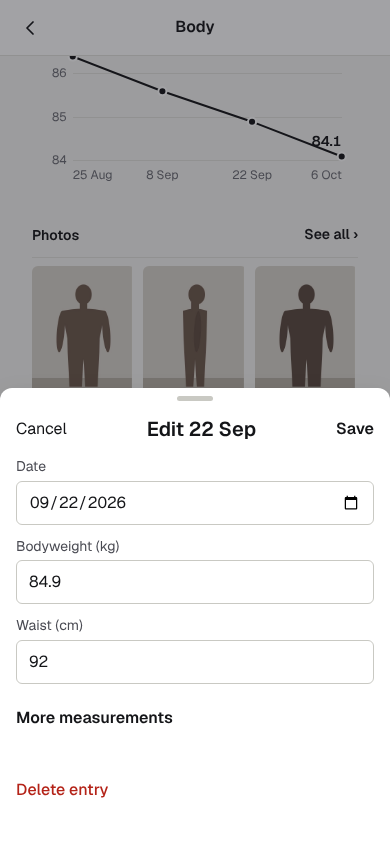 Body
86
85
84
84.1
25 Aug 8 Sep 22 Sep 6 Oct
Photos See all ›
Cancel Edit 22 Sep Save
Date
09/22/2026
Bodyweight (kg)
84.9
Waist (cm)
92
More measurements
Delete entry